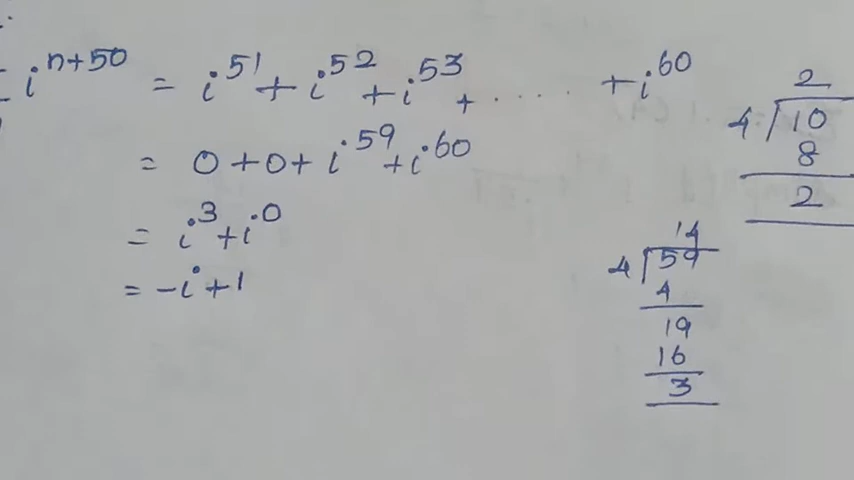 i^n+50 = i^51 + i^52 + i^53 + ..... + i^60
= 0 + 0 + i^59 + i^60
= i^3 + i^0
= -i + 1
2
4 ) 10
8
2
14
4 ) 59
4
19
16
3